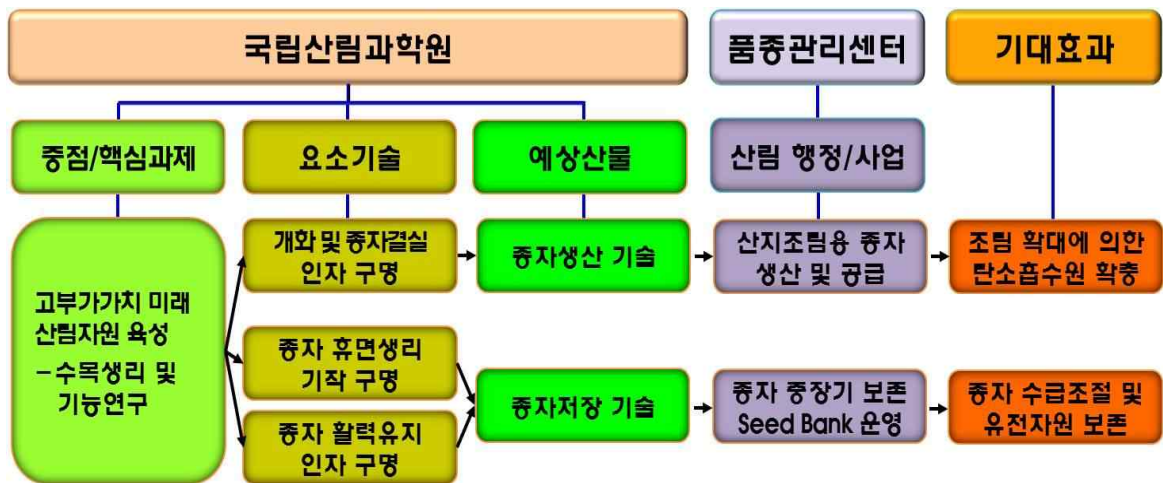 국립산림과학원
품종관리센터
기대효과
중점/핵심과제
요소기술
예상산물
산림 행정/사업
고부가가치 미래
산림자원 육성
– 수목생리 및
기능연구
개화 및 종자결실
인자 구명
종자생산 기술
산지조림용 종자
생산 및 공급
조림 확대에 의한
탄소흡수원 확충
종자 휴면생리
기작 구명
종자 활력유지
인자 구명
종자저장 기술
종자 중장기 보존
Seed Bank 운영
종자 수급조절 및
유전자원 보존